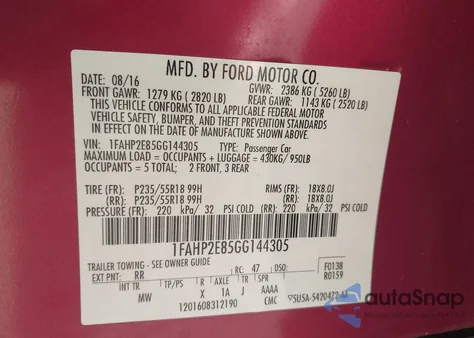 MFD. BY FORD MOTOR CO.
DATE: 08/16 GVWR: 2386 KG ( 5260 LB)
FRONT GAWR: 1279 KG ( 2820 LB) REAR GAWR: 1143 KG ( 2520 LB)
THIS VEHICLE CONFORMS TO ALL APPLICABLE FEDERAL MOTOR
VEHICLE SAFETY, BUMPER, AND THEFT PREVENTION STANDARDS
IN EFFECT ON THE DATE OF MANUFACTURE SHOWN ABOVE.
VIN: 1FAHP2E85GG144305 TYPE: Passenger Car
MAXIMUM LOAD = OCCUPANTS + LUGGAGE = 430KG/950LB
OCCUPANTS = 5 TOTAL: 2 FRONT, 3 REAR
TIRE (FR): P235/55R18 99H RIMS (FR): 18X8.0J
(RR): P235/55R18 99H (RR): 18X8.0J
PRESSURE (FR): 220 kPa/ 32 PSI COLD (RR): 220 kPa/ 32 PSI COLD
1FAHP2E85GG144305
TRAILER TOWING - SEE OWNER GUIDE
EXT PNT: RR RC: 47 DSO: F0138
R0159
INT TR TP/PS R AXLE TR SPR
MW X 1A J AAAA
1201608312190 CMC
autoSnap